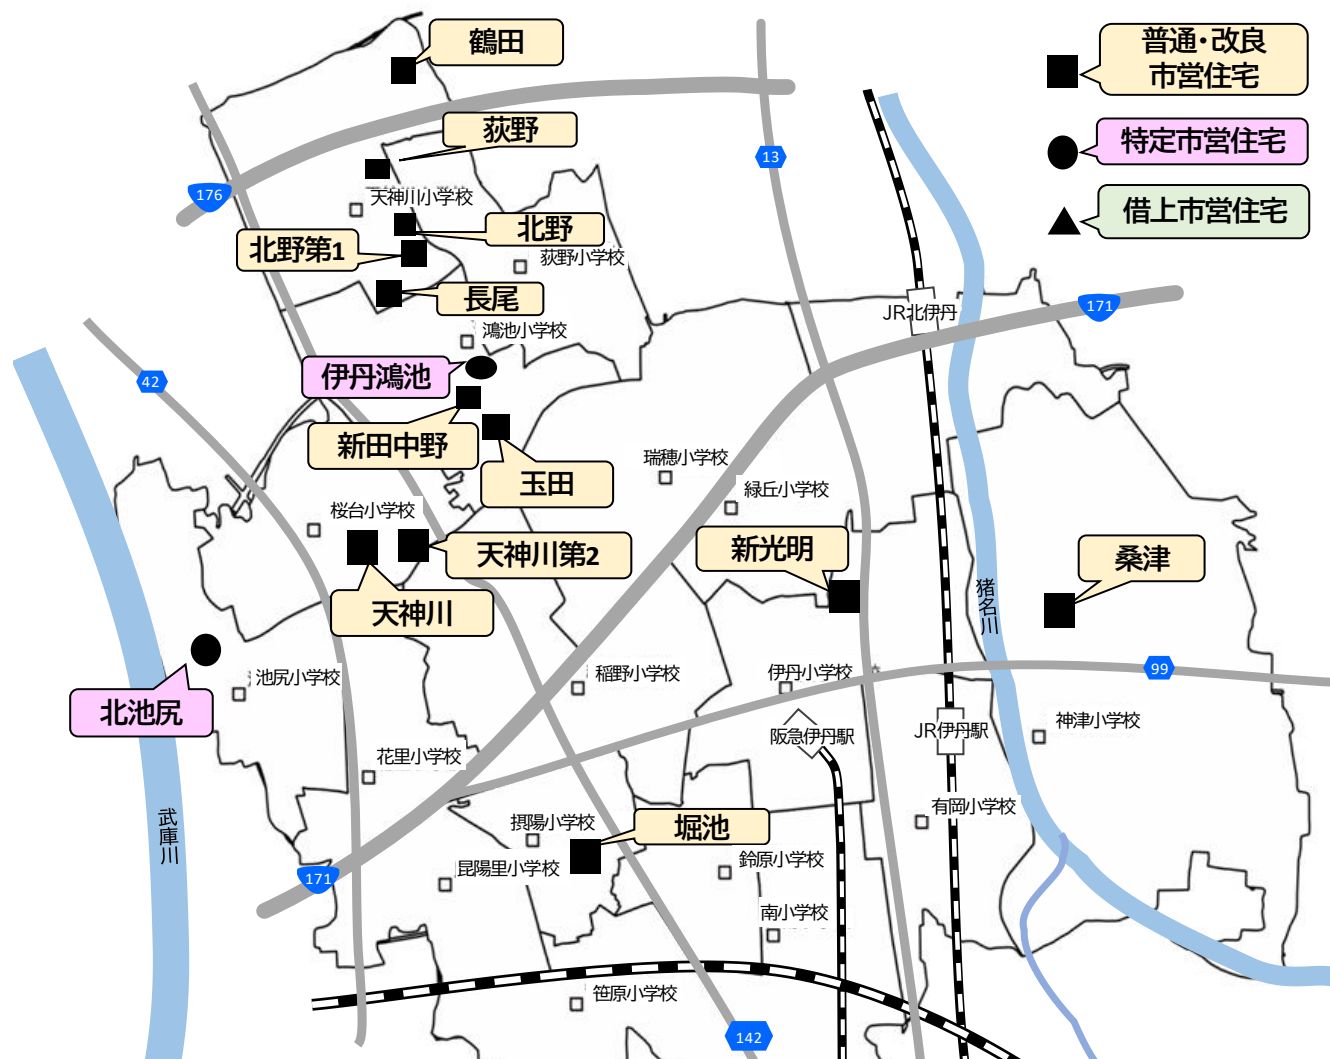 鶴田
普通・改良
市営住宅
荻野
特定市営住宅
13
176
天神川小学校
借上市営住宅
北野
北野第1
荻野小学校
長尾
171
JR北伊丹
鴻池小学校
伊丹鴻池
42
新田中野
瑞穂小学校
玉田
緑丘小学校
桜台小学校
新光明
天神川第2
桑津
天神川
猪名川
池尻小学校
稲野小学校
伊丹小学校
99
北池尻
神津小学校
阪急伊丹駅
JR伊丹駅
花里小学校
有岡小学校
武庫川
摂陽小学校
堀池
鈴原小学校
昆陽里小学校
171
南小学校
笹原小学校
142